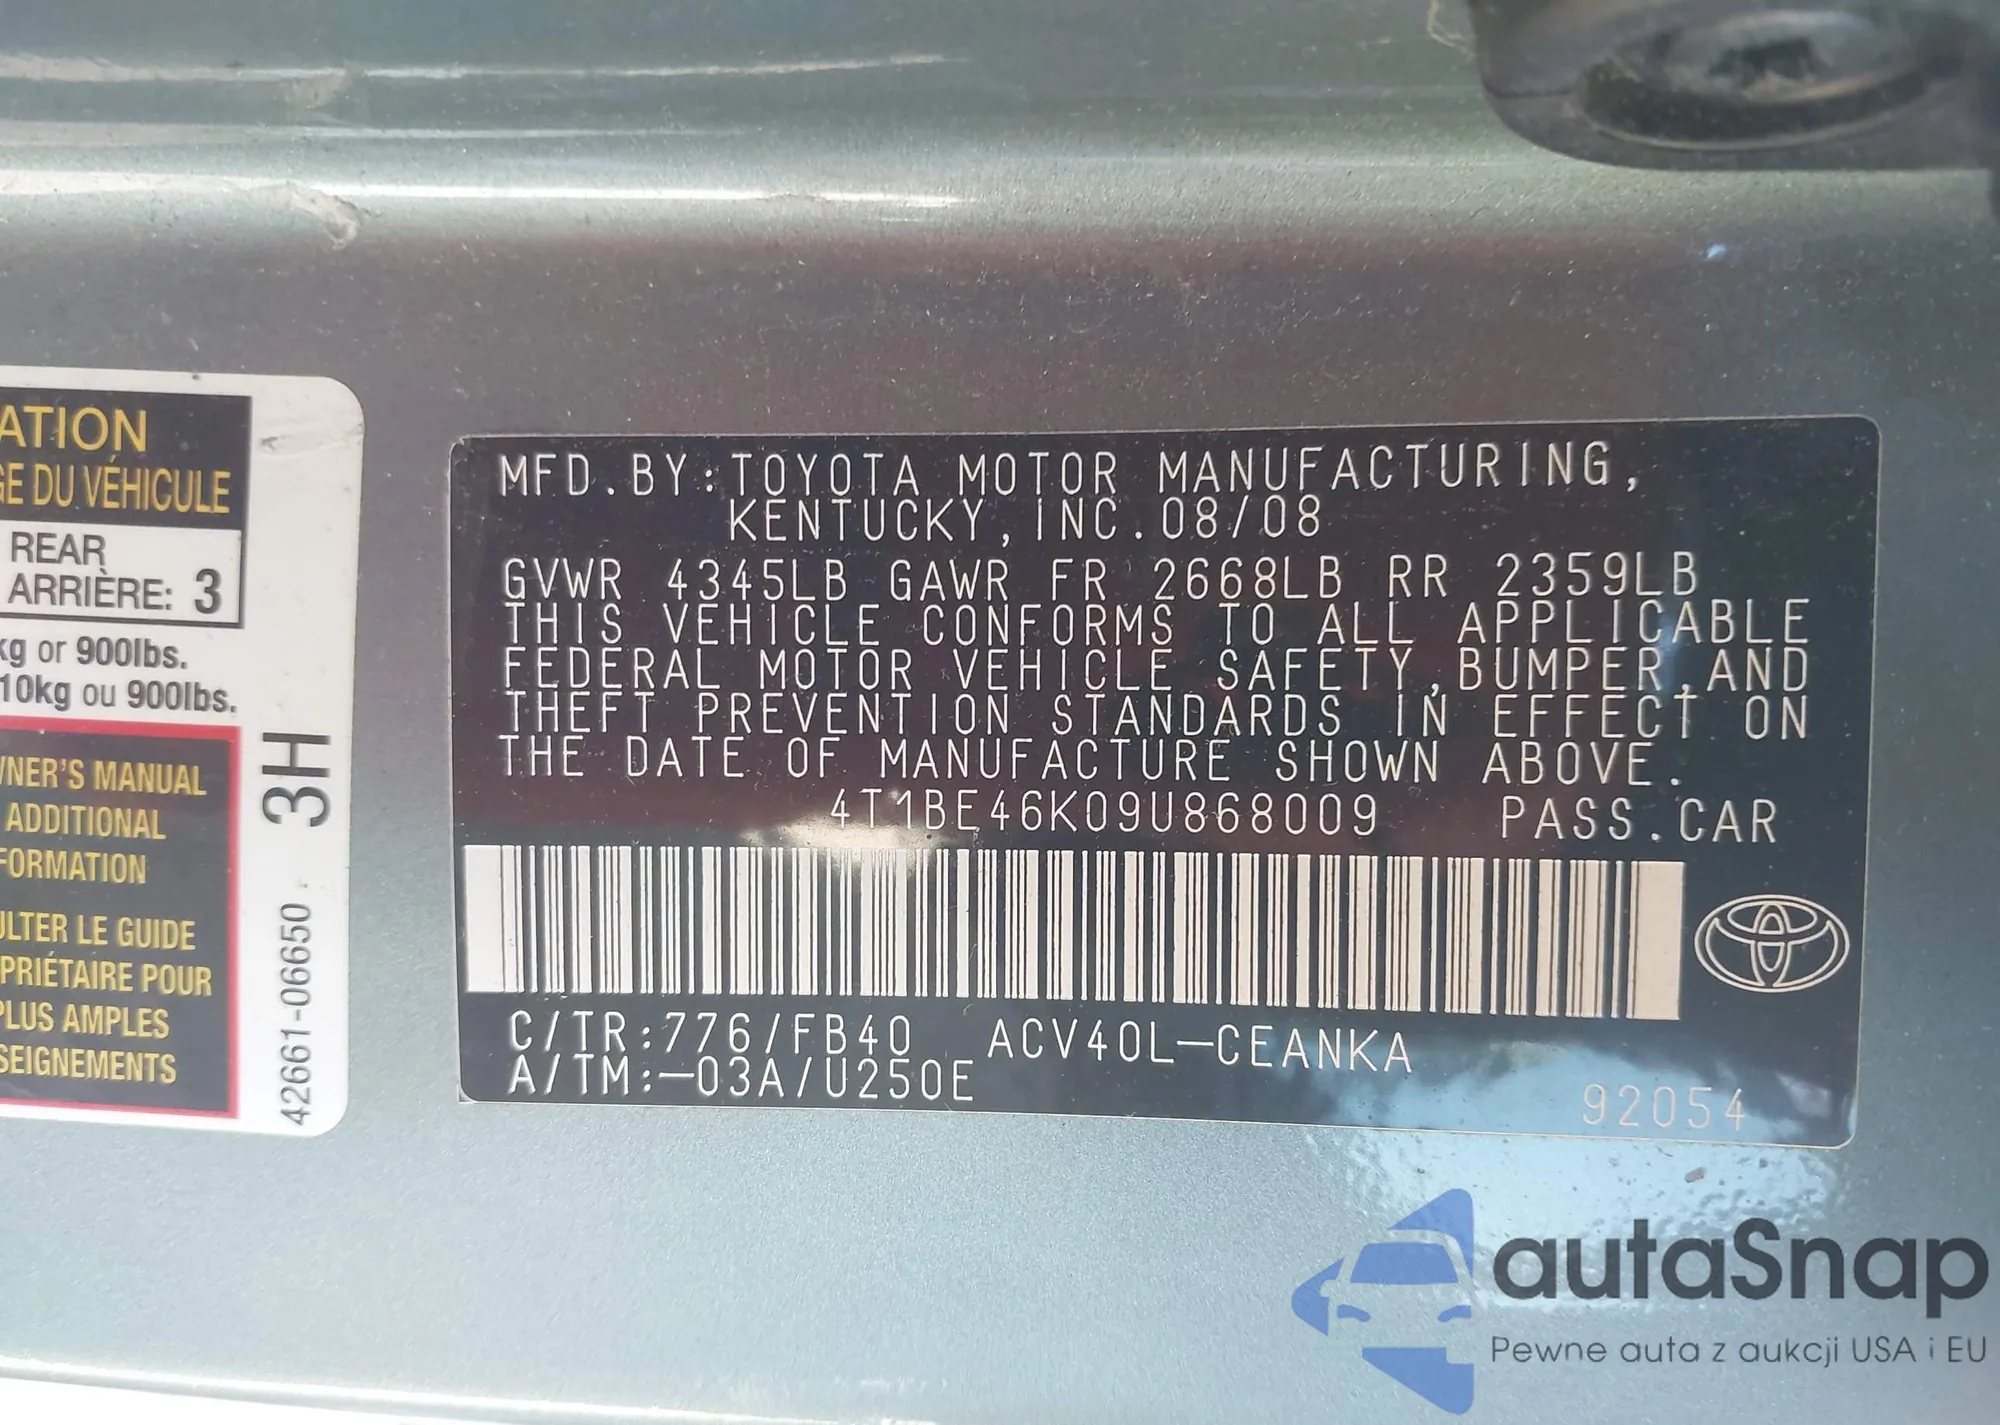 ATION
GE DU VÉHICULE
REAR
ARRIÈRE: 3
kg or 900lbs.
10kg ou 900lbs.
WNER'S MANUAL
ADDITIONAL
FORMATION
ULTER LE GUIDE
PRIÉTAIRE POUR
PLUS AMPLES
SEIGNEMENTS
3H
42661-06650
MFD.BY:TOYOTA MOTOR MANUFACTURING,
KENTUCKY,INC.08/08
GVWR 4345LB GAWR FR 2668LB RR 2359LB
THIS VEHICLE CONFORMS TO ALL APPLICABLE
FEDERAL MOTOR VEHICLE SAFETY,BUMPER,AND
THEFT PREVENTION STANDARDS IN EFFECT ON
THE DATE OF MANUFACTURE SHOWN ABOVE.
4T1BE46K09U868009 PASS.CAR
C/TR:776/FB40 ACV40L-CEANKA
A/TM:-03A/U250E
92054
autaSnap
Pewne auta z aukcji USA i EU